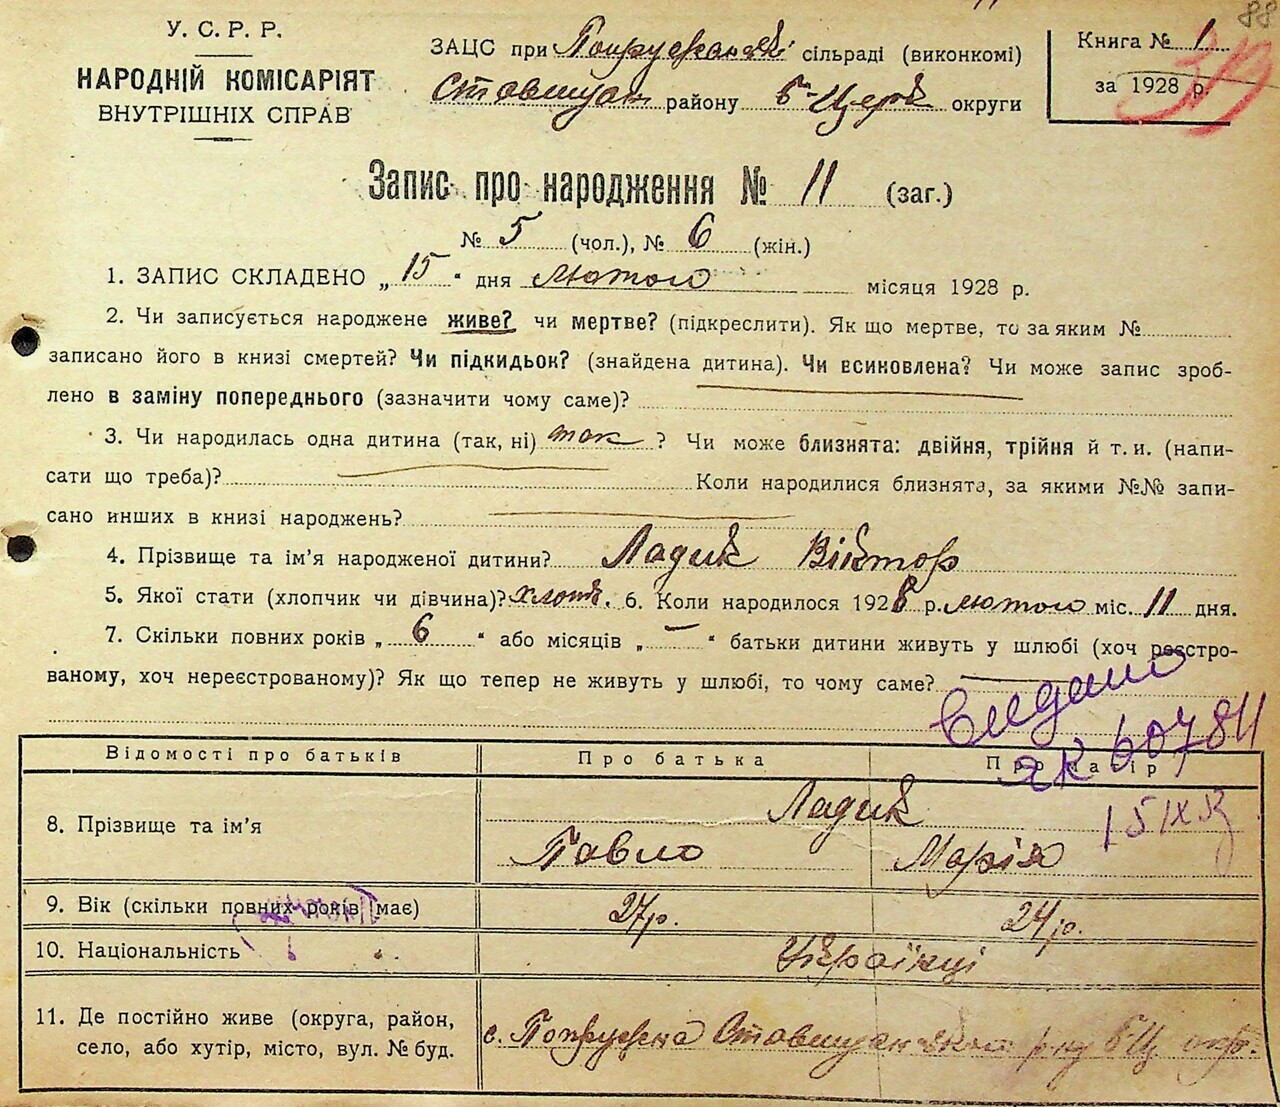 88
У. С. Р. Р.
НАРОДНІЙ КОМІСАРІЯТ
ВНУТРІШНІХ СПРАВ
ЗАЦС при Попружанській сільраді (виконкомі)
Ставищан району б-Церк округи
Книга № 1
за 1928 р.
Запис про народження № 11 (заг.)
№ 5 (чол.), № 6 (жін.)
1. ЗАПИС СКЛАДЕНО „ 15 “ дня лютого місяця 1928 р.
2. Чи записується народжене живе? чи мертве? (підкреслити). Як що мертве, то за яким №
записано його в книзі смертей? Чи підкидьок? (знайдена дитина). Чи всиновлена? Чи може запис зроб-
лено в заміну попереднього (зазначити чому саме)?
3. Чи народилась одна дитина (так, ні) так ? Чи може близнята: двійня, трійня й т. и. (напи-
сати що треба)? Коли народилися близнята, за якими №№ запи-
сано инших в книзі народжень?
4. Прізвище та ім’я народженої дитини? Ладик Віктор
5. Якої стати (хлопчик чи дівчина)? хлопч. 6. Коли народилося 1928 р. лютого міс. 11 дня.
7. Скільки повних років „ 6 “ або місяців „ — “ батьки дитини живуть у шлюбі (хоч реєстро-
ваному, хоч нереєстрованому)? Як що тепер не живуть у шлюбі, то чому саме?
Видано
ЯК 607811
Відомості про батьків Про батька Про матір
15 IX
8. Прізвище та ім’я Ладик
Павло Марія
9. Вік (скільки повних років має) 27р. 24р.
10. Національність Українці
11. Де постійно живе (округа, район,
село, або хутір, місто, вул. № буд.
с. Попружна Ставищанського р-ну БЦ окр.